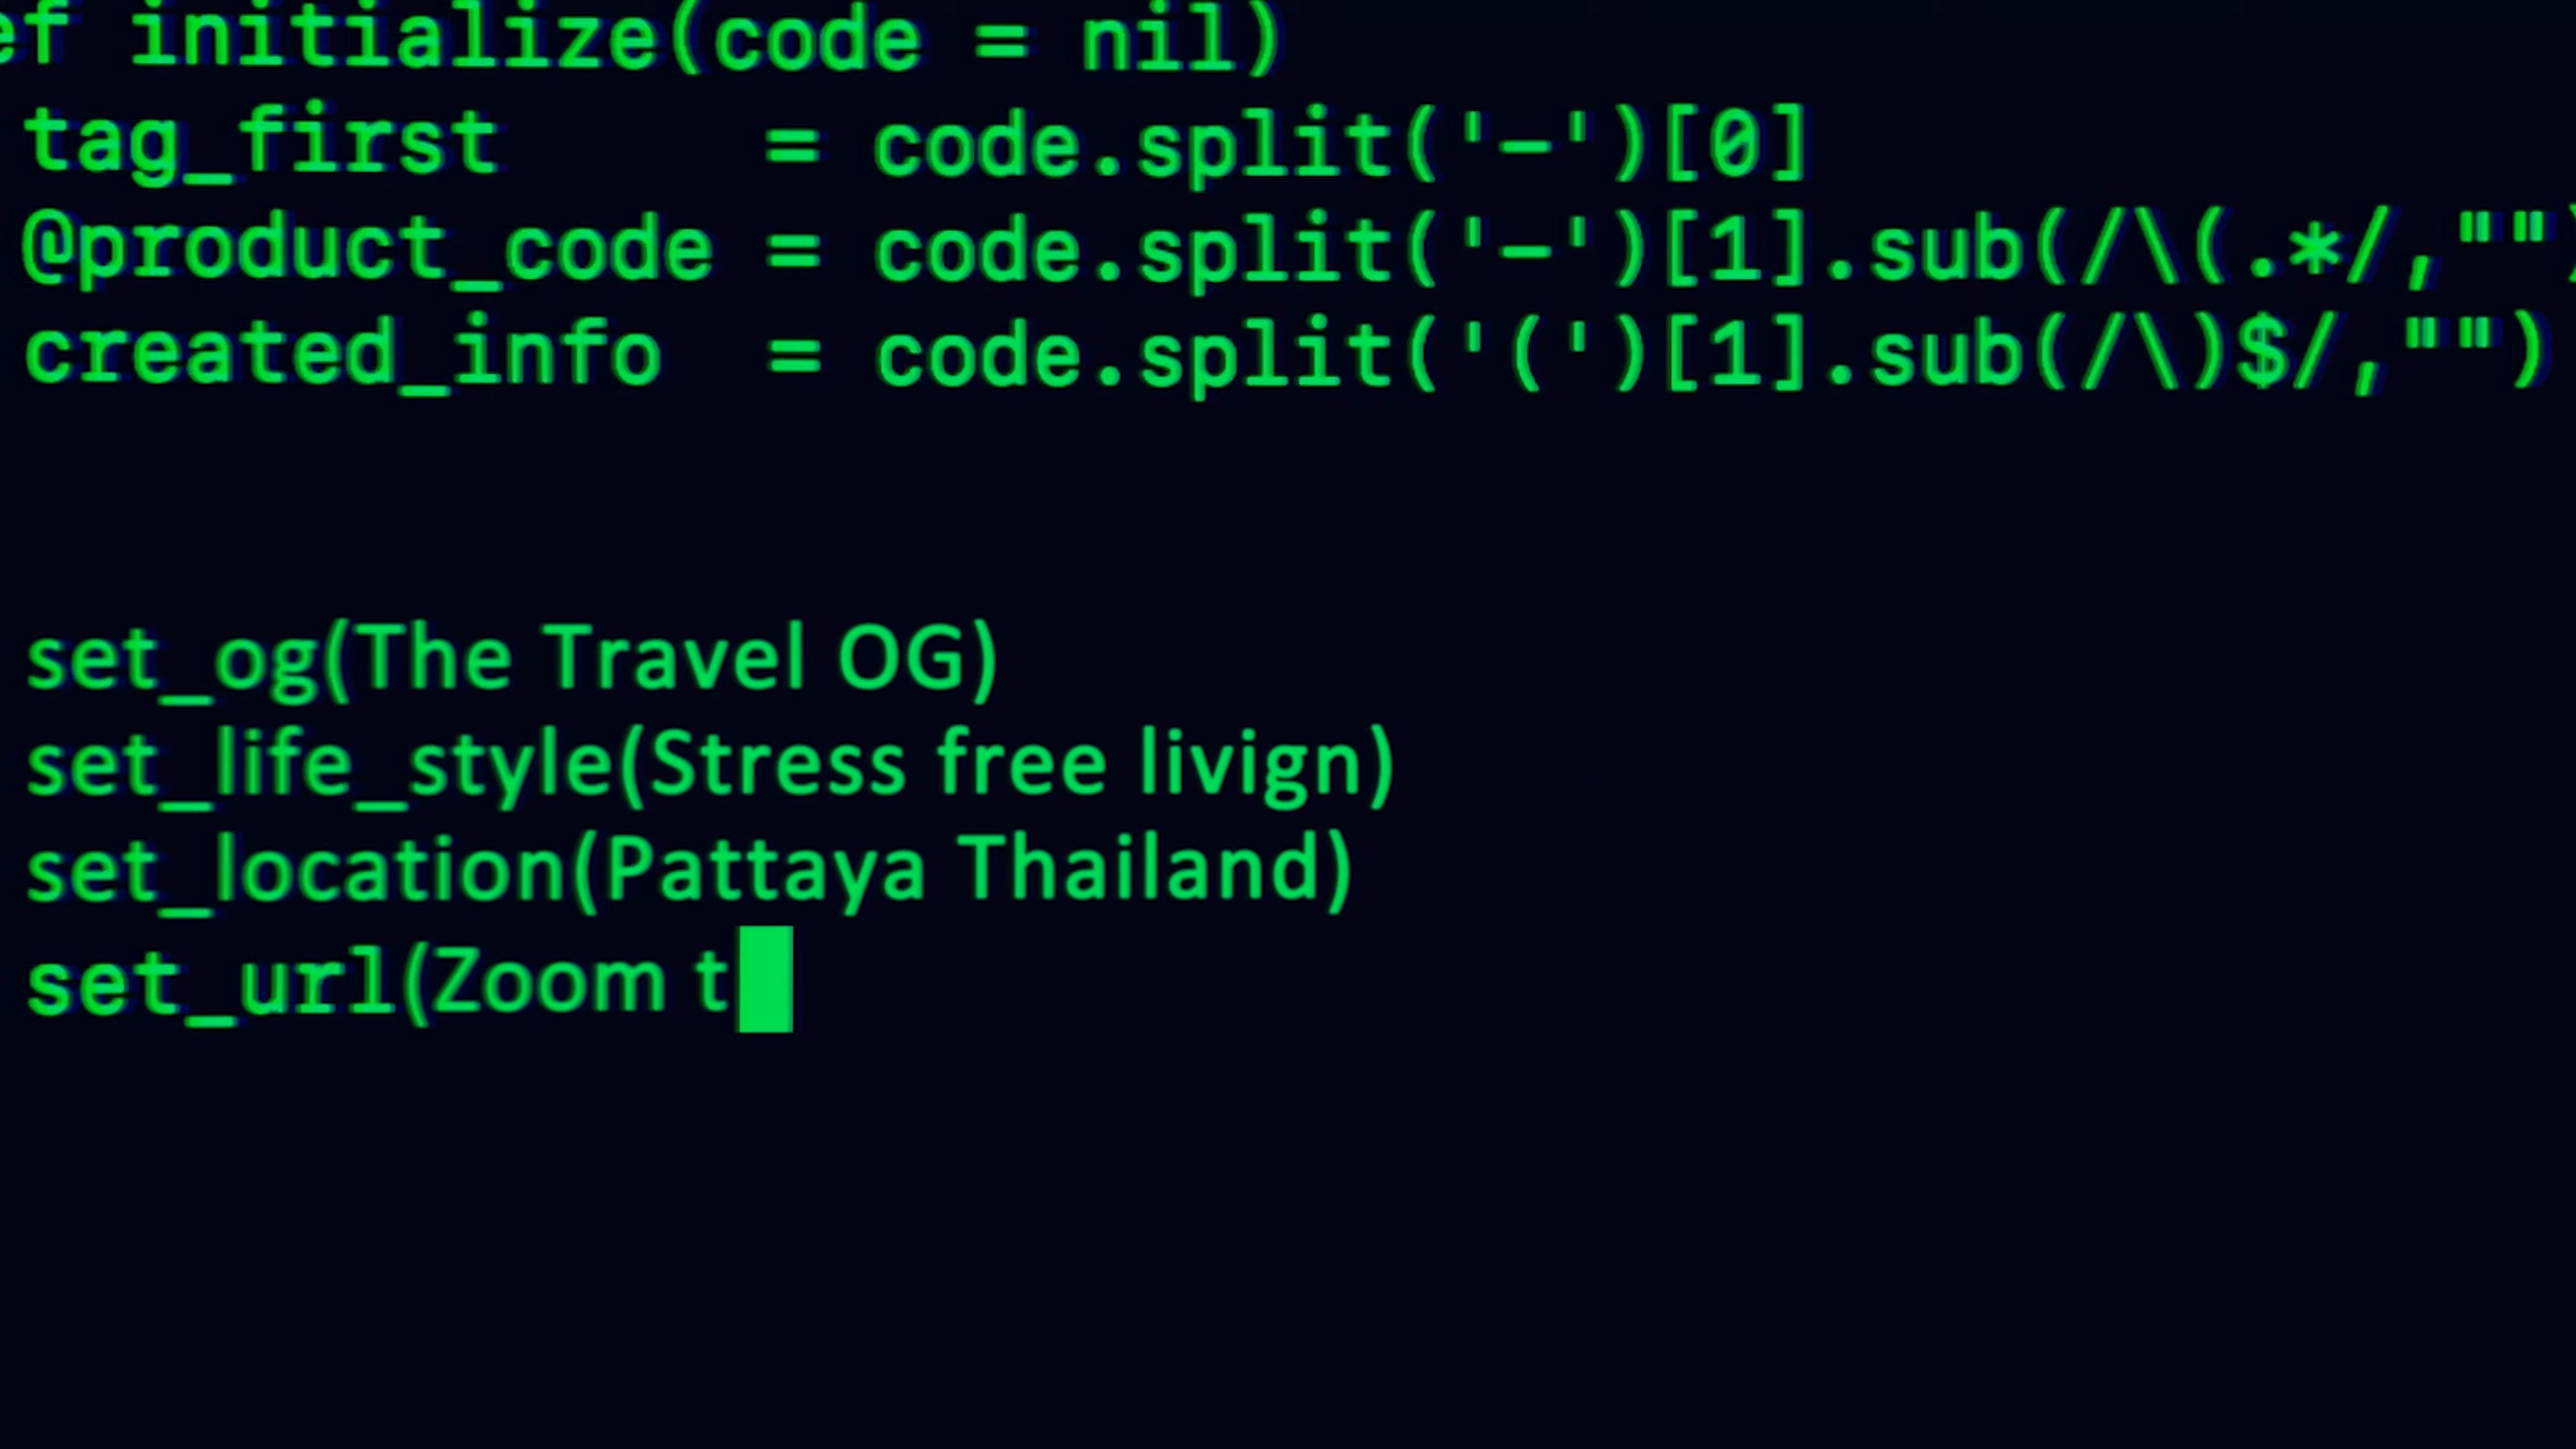 ef initialize(code = nil)
tag_first = code.split('-')[0]
@product_code = code.split('-')[1].sub(/\(.*/,"")
created_info = code.split('(')[1].sub(/\)$/,"")
set_og(The Travel OG)
set_life_style(Stress free livign)
set_location(Pattaya Thailand)
set_url(Zoom t